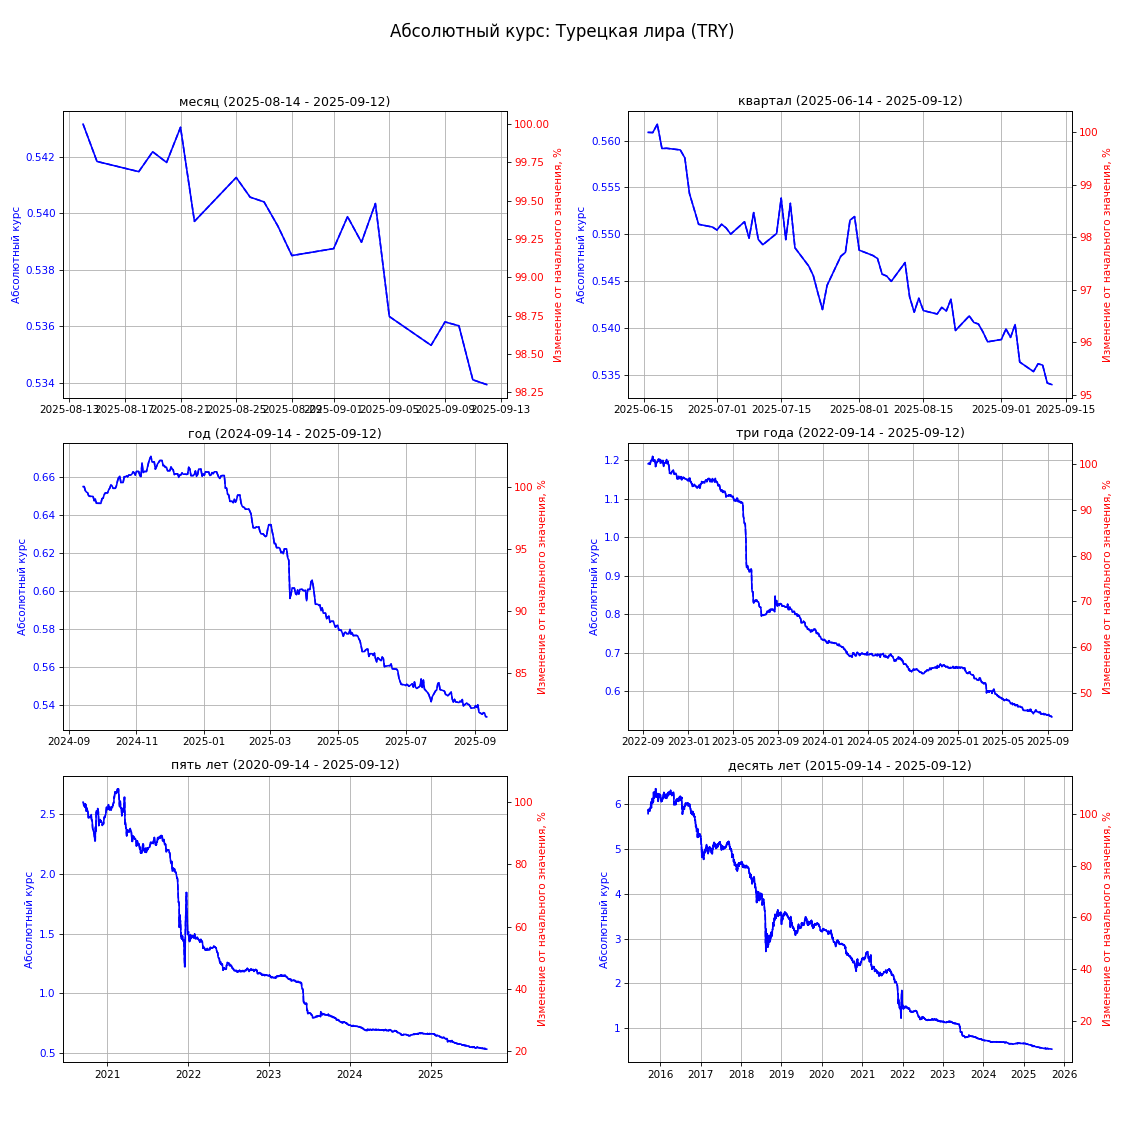 Абсолютный курс: Турецкая лира (TRY)
месяц (2025-08-14 - 2025-09-12)
Абсолютный курс
0.542
0.540
0.538
0.536
0.534
100.00
99.75
99.50
99.25
99.00
98.75
98.50
98.25
Изменение от начального значения, %
2025-08-13 2025-08-17 2025-08-21 2025-08-25 2025-08-29 2025-09-01 2025-09-05 2025-09-09 2025-09-13
квартал (2025-06-14 - 2025-09-12)
Абсолютный курс
0.560
0.555
0.550
0.545
0.540
0.535
100
99
98
97
96
95
Изменение от начального значения, %
2025-06-15 2025-07-01 2025-07-15 2025-08-01 2025-08-15 2025-09-01 2025-09-15
год (2024-09-14 - 2025-09-12)
Абсолютный курс
0.66
0.64
0.62
0.60
0.58
0.56
0.54
100
95
90
85
Изменение от начального значения, %
2024-09 2024-11 2025-01 2025-03 2025-05 2025-07 2025-09
три года (2022-09-14 - 2025-09-12)
Абсолютный курс
1.2
1.1
1.0
0.9
0.8
0.7
0.6
100
90
80
70
60
50
Изменение от начального значения, %
2022-09 2023-01 2023-05 2023-09 2024-01 2024-05 2024-09 2025-01 2025-05 2025-09
пять лет (2020-09-14 - 2025-09-12)
Абсолютный курс
2.5
2.0
1.5
1.0
0.5
100
80
60
40
20
Изменение от начального значения, %
2021 2022 2023 2024 2025
десять лет (2015-09-14 - 2025-09-12)
Абсолютный курс
6
5
4
3
2
1
100
80
60
40
20
Изменение от начального значения, %
2016 2017 2018 2019 2020 2021 2022 2023 2024 2025 2026